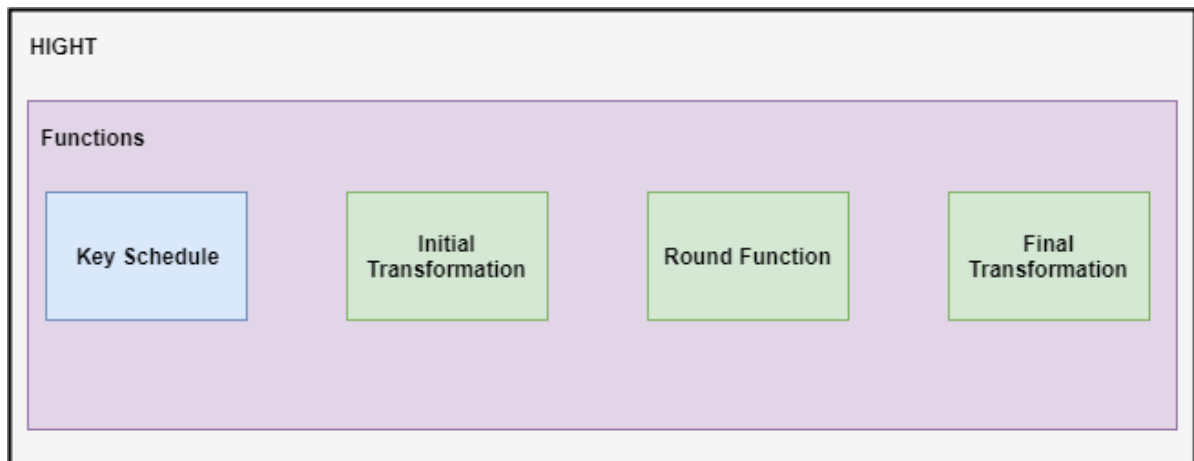 HIGHT
Functions
Key Schedule
Initial
Transformation
Round Function
Final
Transformation